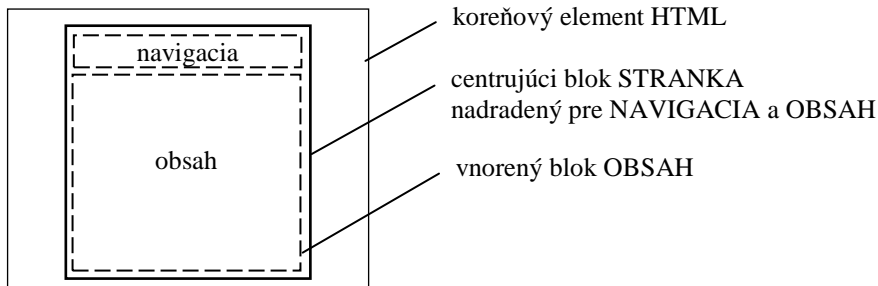 koreňový element HTML
navigacia
centrujúci blok STRANKA
nadradený pre NAVIGACIA a OBSAH
obsah
vnorený blok OBSAH